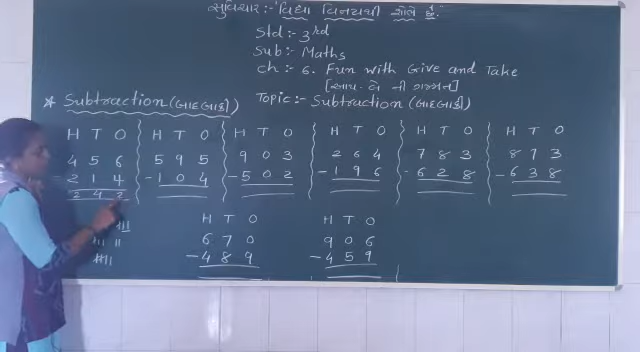 સુવિચાર :- "વિદ્યા વિનયથી શોભે છે."
Std :- 3rd
Sub :- Maths
Ch :- 6. Fun with Give and Take
* Subtraction (બાદબાકી) Topic :- Subtraction (બાદબાકી)
H T O H T O H T O H T O H T O H T O
4 5 6 5 9 5 9 0 3 2 6 4 7 8 3 8 7 3
- 2 1 4 - 1 0 4 - 5 0 2 - 1 9 6 - 6 2 8 - 6 3 8
2 4 2
H T O H T O
6 7 0 9 0 6
- 4 8 9 - 4 5 9